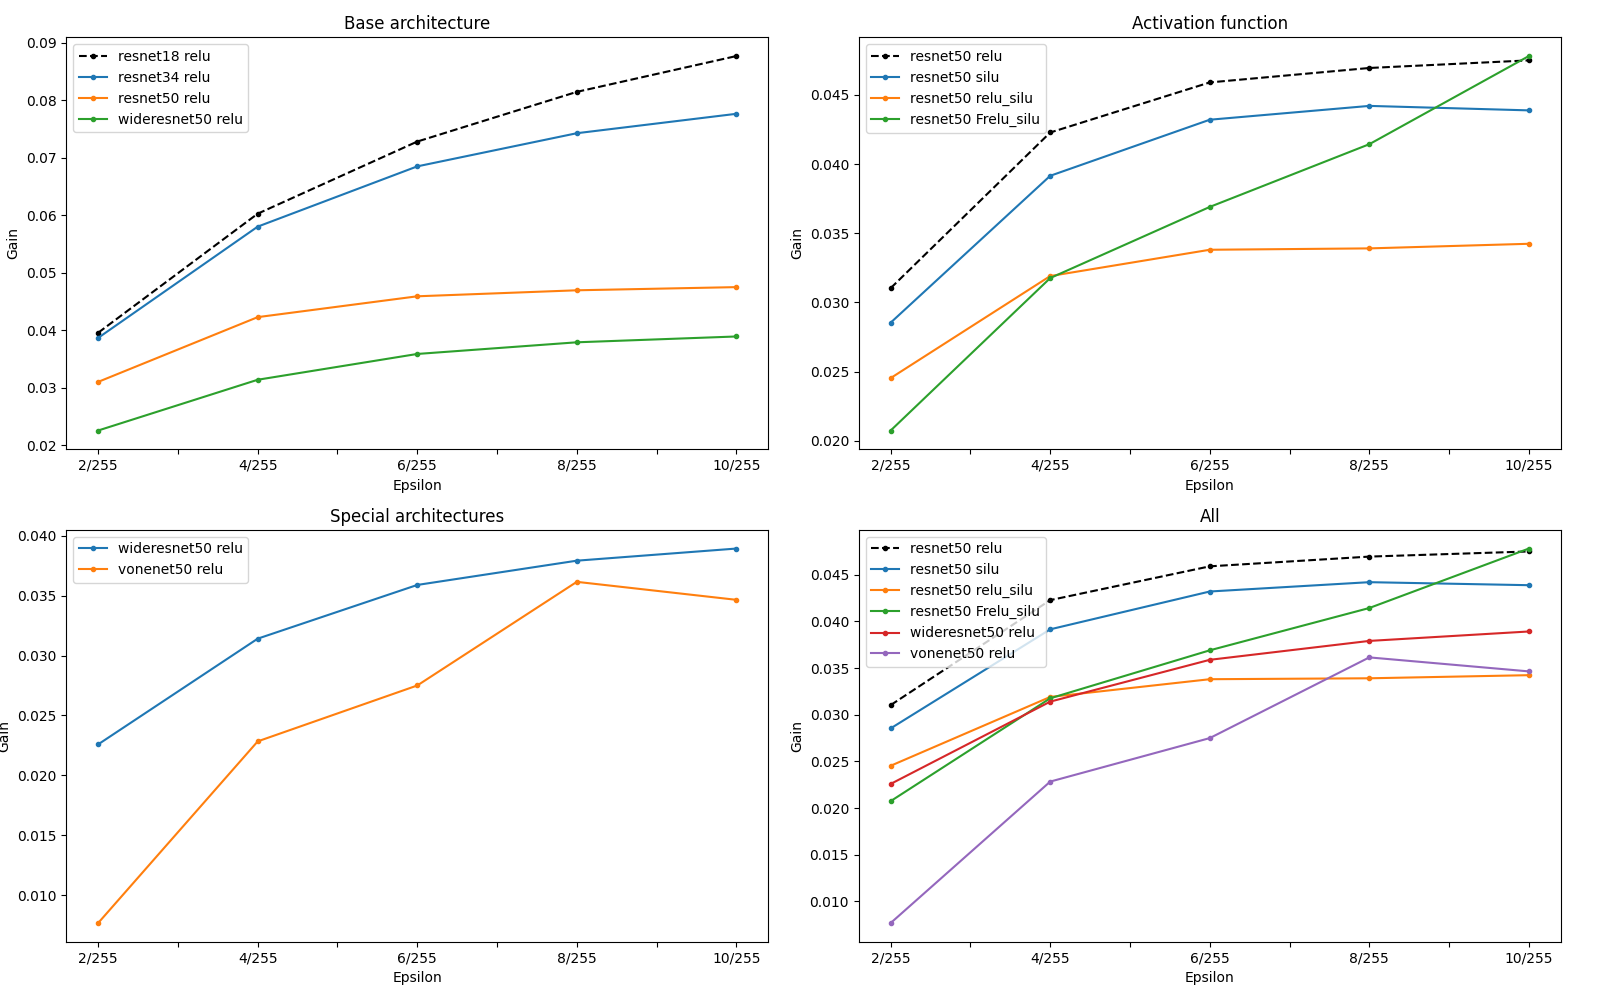 Base architecture
resnet18 relu
resnet34 relu
resnet50 relu
wideresnet50 relu
0.09
0.08
0.07
0.06
0.05
0.04
0.03
0.02
Gain
2/255 4/255 6/255 8/255 10/255
Epsilon
Activation function
resnet50 relu
resnet50 silu
resnet50 relu_silu
resnet50 Frelu_silu
0.045
0.040
0.035
0.030
0.025
0.020
Gain
2/255 4/255 6/255 8/255 10/255
Epsilon
Special architectures
wideresnet50 relu
vonenet50 relu
0.040
0.035
0.030
0.025
0.020
0.015
0.010
Gain
2/255 4/255 6/255 8/255 10/255
Epsilon
All
resnet50 relu
resnet50 silu
resnet50 relu_silu
resnet50 Frelu_silu
wideresnet50 relu
vonenet50 relu
0.045
0.040
0.035
0.030
0.025
0.020
0.015
0.010
Gain
2/255 4/255 6/255 8/255 10/255
Epsilon